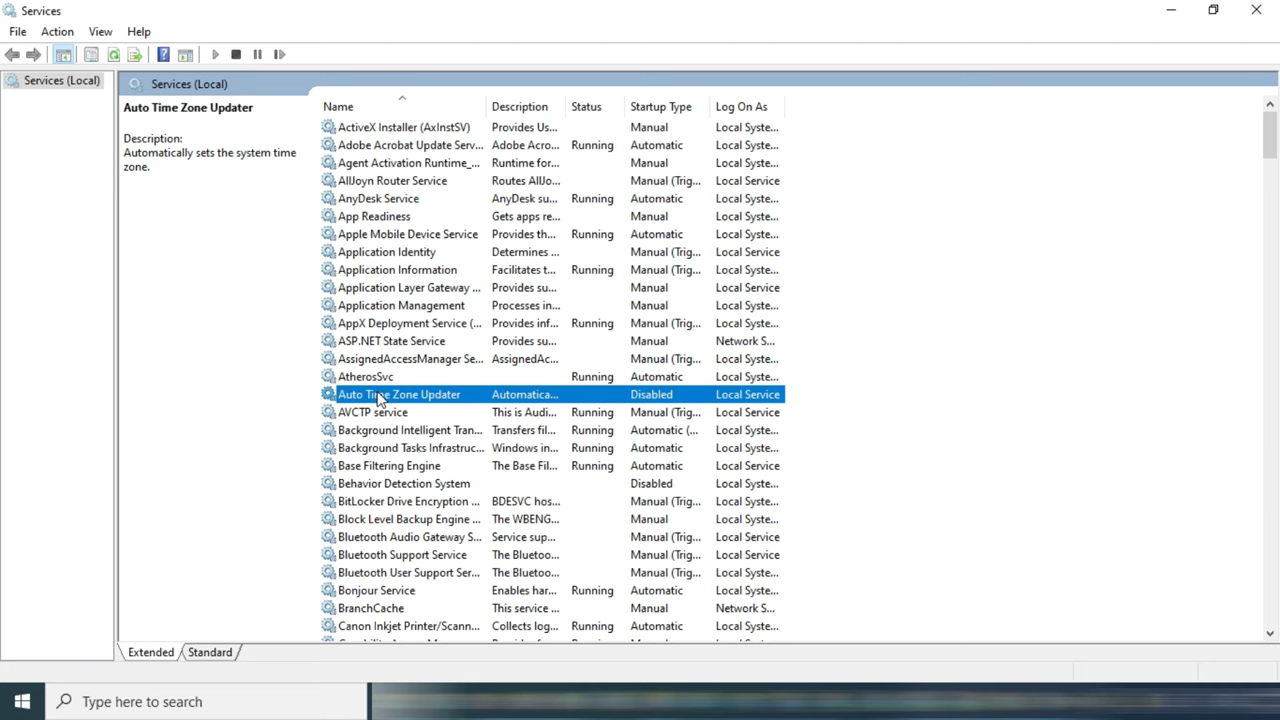 Services
File Action View Help
Services (Local)
Services (Local)
Auto Time Zone Updater
Description:
Automatically sets the system time
zone.
Name Description Status Startup Type Log On As
ActiveX Installer (AxInstSV) Provides Us... Manual Local Syste...
Adobe Acrobat Update Serv... Adobe Acro... Running Automatic Local Syste...
Agent Activation Runtime_... Runtime for... Manual Local Syste...
AllJoyn Router Service Routes AllJo... Manual (Trig... Local Service
AnyDesk Service AnyDesk su... Running Automatic Local Syste...
App Readiness Gets apps re... Manual Local Syste...
Apple Mobile Device Service Provides th... Running Automatic Local Syste...
Application Identity Determines ... Manual (Trig... Local Service
Application Information Facilitates t... Running Manual (Trig... Local Syste...
Application Layer Gateway ... Provides su... Manual Local Service
Application Management Processes in... Manual Local Syste...
AppX Deployment Service (... Provides inf... Running Manual (Trig... Local Syste...
ASP.NET State Service Provides su... Manual Network S...
AssignedAccessManager Se... AssignedAc... Manual (Trig... Local Syste...
AtherosSvc Running Automatic Local Syste...
Auto Time Zone Updater Automatica... Disabled Local Service
AVCTP service This is Audi... Running Manual (Trig... Local Service
Background Intelligent Tran... Transfers fil... Running Automatic (... Local Syste...
Background Tasks Infrastruc... Windows in... Running Automatic Local Syste...
Base Filtering Engine The Base Fil... Running Automatic Local Service
Behavior Detection System Disabled Local Syste...
BitLocker Drive Encryption ... BDESVC hos... Manual (Trig... Local Syste...
Block Level Backup Engine ... The WBENG... Manual Local Syste...
Bluetooth Audio Gateway S... Service sup... Manual (Trig... Local Service
Bluetooth Support Service The Bluetoo... Manual (Trig... Local Service
Bluetooth User Support Ser... The Bluetoo... Manual (Trig... Local Syste...
Bonjour Service Enables har... Running Automatic Local Syste...
BranchCache This service ... Manual Network S...
Canon Inkjet Printer/Scann... Collects log... Running Automatic Local Syste...
Extended Standard
Type here to search